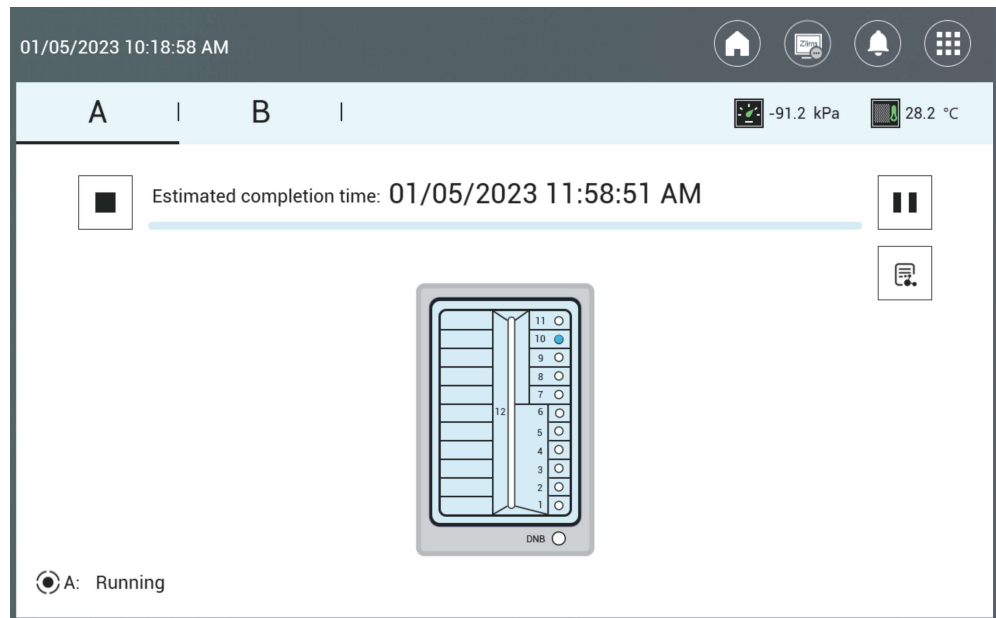 01/05/2023 10:18:58 AM
Zlims
A | B |
-91.2 kPa 28.2 °C
Estimated completion time: 01/05/2023 11:58:51 AM
11
10
9
8
7
12 6
5
4
3
2
1
DNB
A: Running